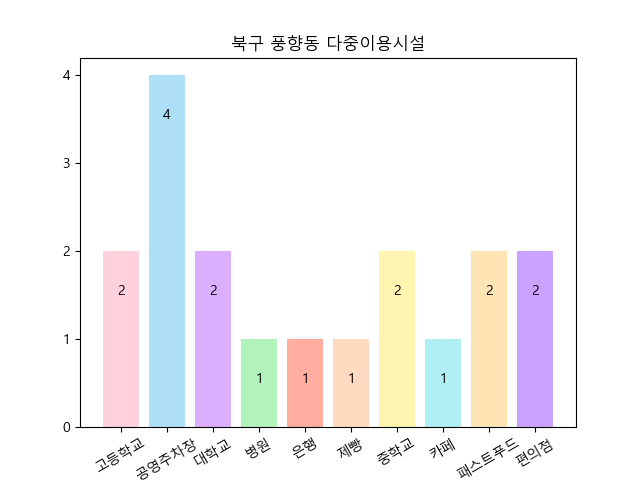 북구 풍향동 다중이용시설
4
3
2
1
0
2
4
2
1
1
1
2
1
2
2
고등학교
공영주차장
대학교
병원
은행
제빵
중학교
카페
패스트푸드
편의점